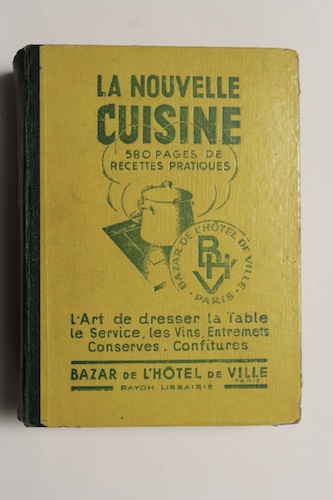 LA NOUVELLE
CUISINE
580 PAGES DE
RECETTES PRATIQUES
BAZAR DE L'HÔTEL DE VILLE
BHV
PARIS
L'Art de dresser la Table
le Service, les Vins, Entremets
Conserves. Confitures
BAZAR DE L'HÔTEL DE VILLE
PARIS
RAYON LIBRAIRIE